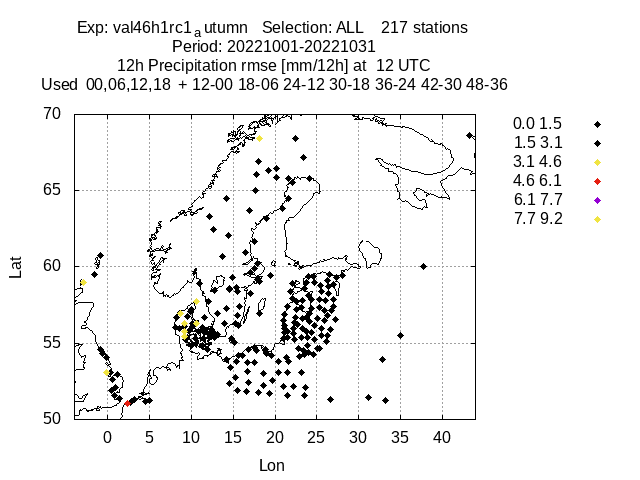 Exp: val46h1rc1autumn Selection: ALL 217 stations
Period: 20221001-20221031
12h Precipitation rmse [mm/12h] at 12 UTC
Used 00,06,12,18 + 12-00 18-06 24-12 30-18 36-24 42-30 48-36
70
65
60
55
50
Lat
0 5 10 15 20 25 30 35 40
Lon
0.0 1.5
1.5 3.1
3.1 4.6
4.6 6.1
6.1 7.7
7.7 9.2